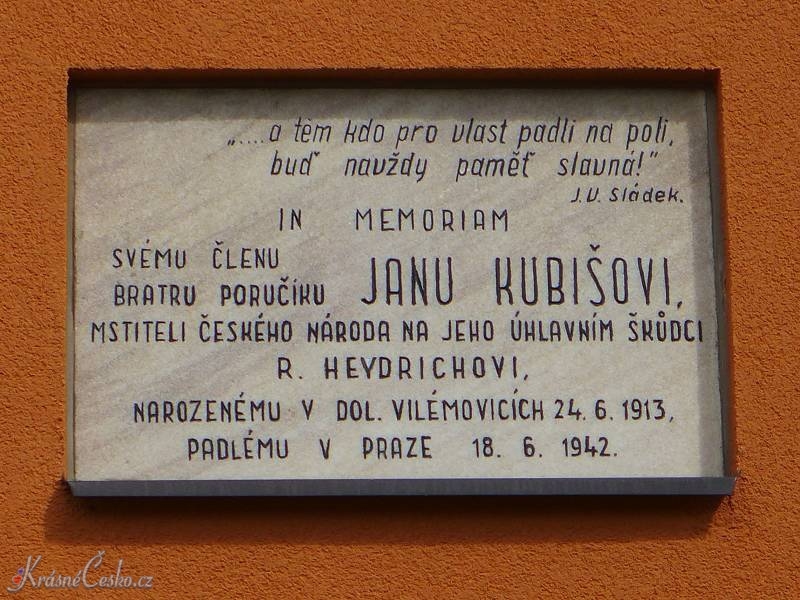 „....a těm kdo pro vlast padli na poli,
buď navždy paměť slavná!"
J.V. Sládek.
IN MEMORIAM
SVÉMU ČLENU
BRATRU PORUČÍKU JANU KUBIŠOVI,
MSTITELI ČESKÉHO NÁRODA NA JEHO ÚHLAVNÍM ŠKŮDCI
R. HEYDRICHOVI,
NAROZENÉMU V DOL. VILÉMOVICÍCH 24. 6. 1913,
PADLÉMU V PRAZE 18. 6. 1942.
KrásnéČesko.cz